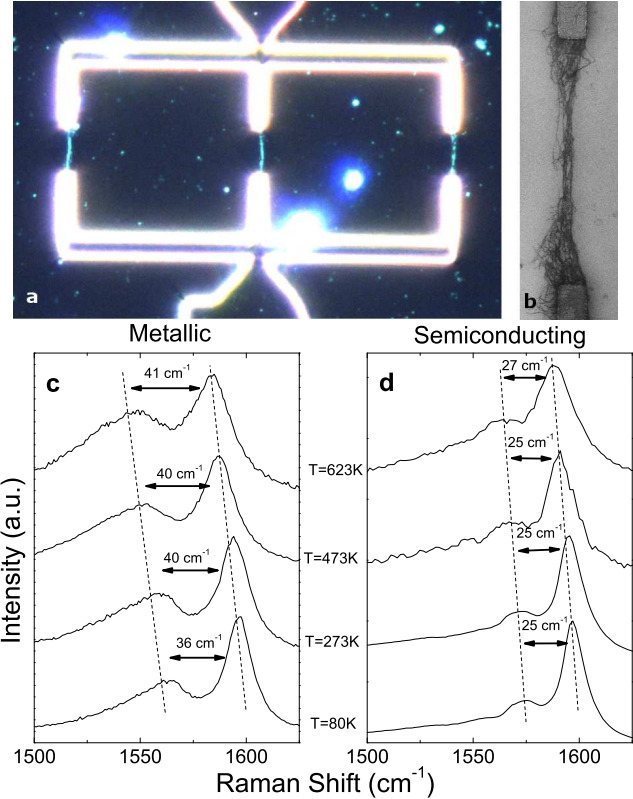 a
b
Metallic
Semiconducting
c
d
41 cm-1
27 cm-1
T=623K
40 cm-1
25 cm-1
T=473K
40 cm-1
25 cm-1
T=273K
36 cm-1
25 cm-1
T=80K
Intensity (a.u.)
1500 1550 1600
1500 1550 1600
Raman Shift (cm-1)